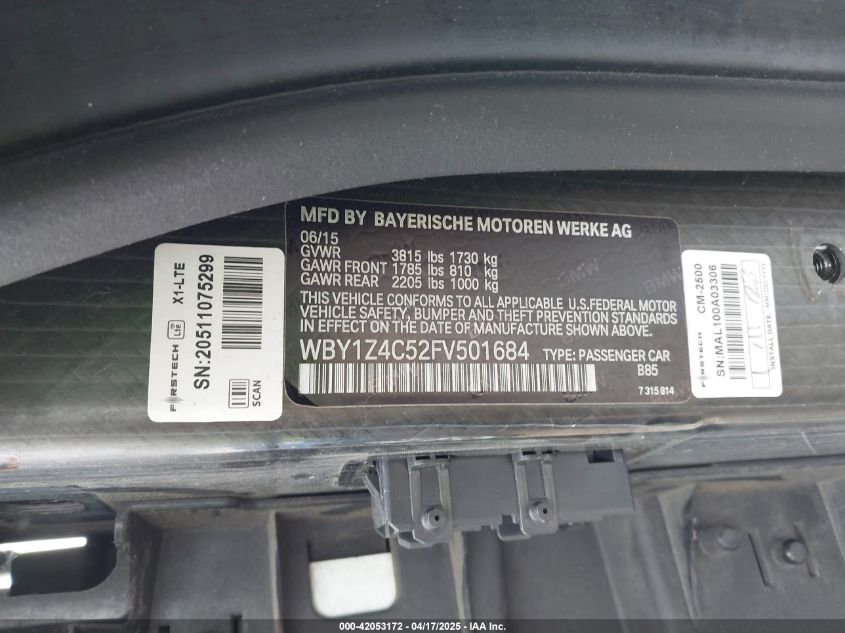 MFD BY BAYERISCHE MOTOREN WERKE AG
06/15
GVWR 3815 lbs 1730 kg
GAWR FRONT 1785 lbs 810 kg
GAWR REAR 2205 lbs 1000 kg
THIS VEHICLE CONFORMS TO ALL APPLICABLE U.S.FEDERAL MOTOR
VEHICLE SAFETY, BUMPER, AND THEFT PREVENTION STANDARDS
IN EFFECT ON THE DATE OF MANUFACTURE SHOWN ABOVE.
WBY1Z4C52FV501684 TYPE: PASSENGER CAR
B85
7 315 814
FIRSTECH LTE X1-LTE
SN:20511075299
SCAN
FIRSTECH CM-2500
SN:MAL100A03306
INSTALL DATE
BMW
BMW
000-42053172 - 04/17/2025 - IAA Inc.